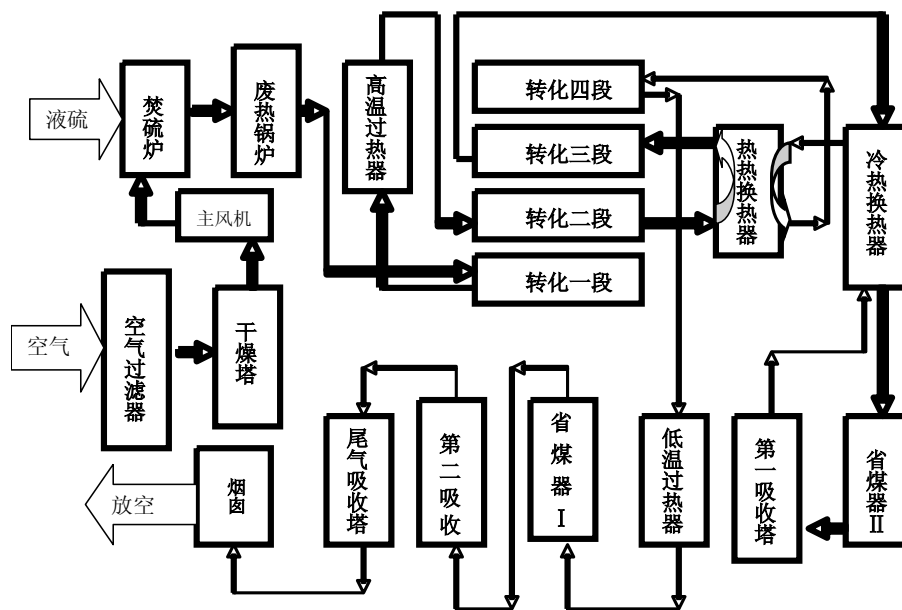 液硫
焚硫炉
废热锅炉
高温过热器
转化四段
转化三段
转化二段
转化一段
热热换热器
冷热换热器
主风机
空气
空气过滤器
干燥塔
放空
烟囱
尾气吸收塔
第二吸收
省煤器Ⅰ
低温过热器
第一吸收塔
省煤器Ⅱ